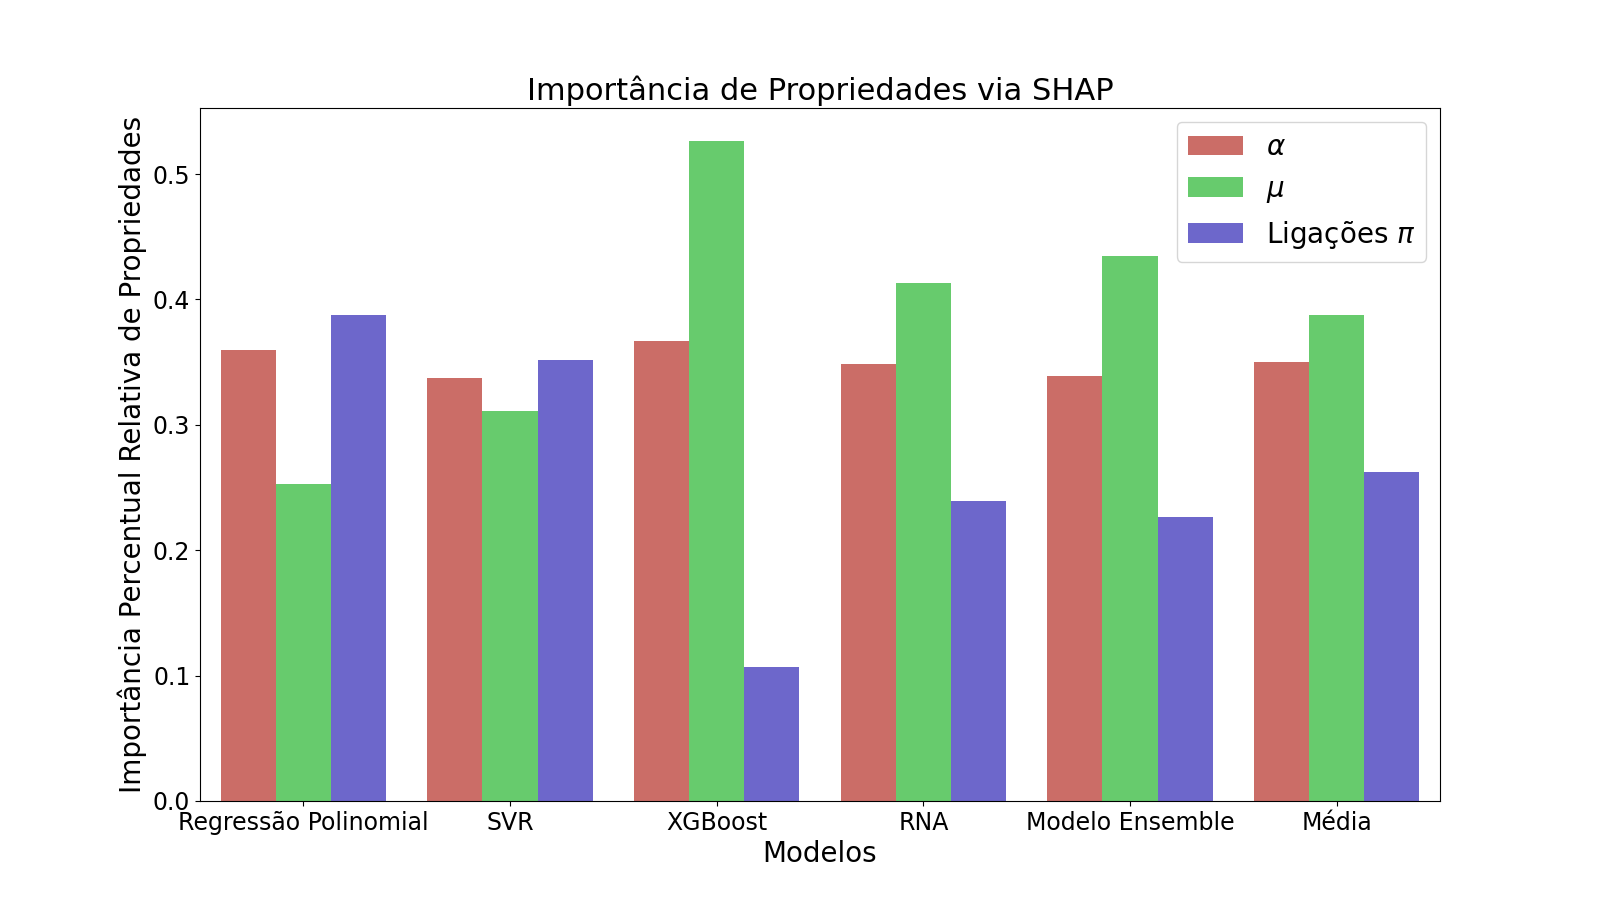 Importância de Propriedades via SHAP
Importância Percentual Relativa de Propriedades
0.5
0.4
0.3
0.2
0.1
0.0
α
μ
Ligações π
Regressão Polinomial SVR XGBoost RNA Modelo Ensemble Média
Modelos